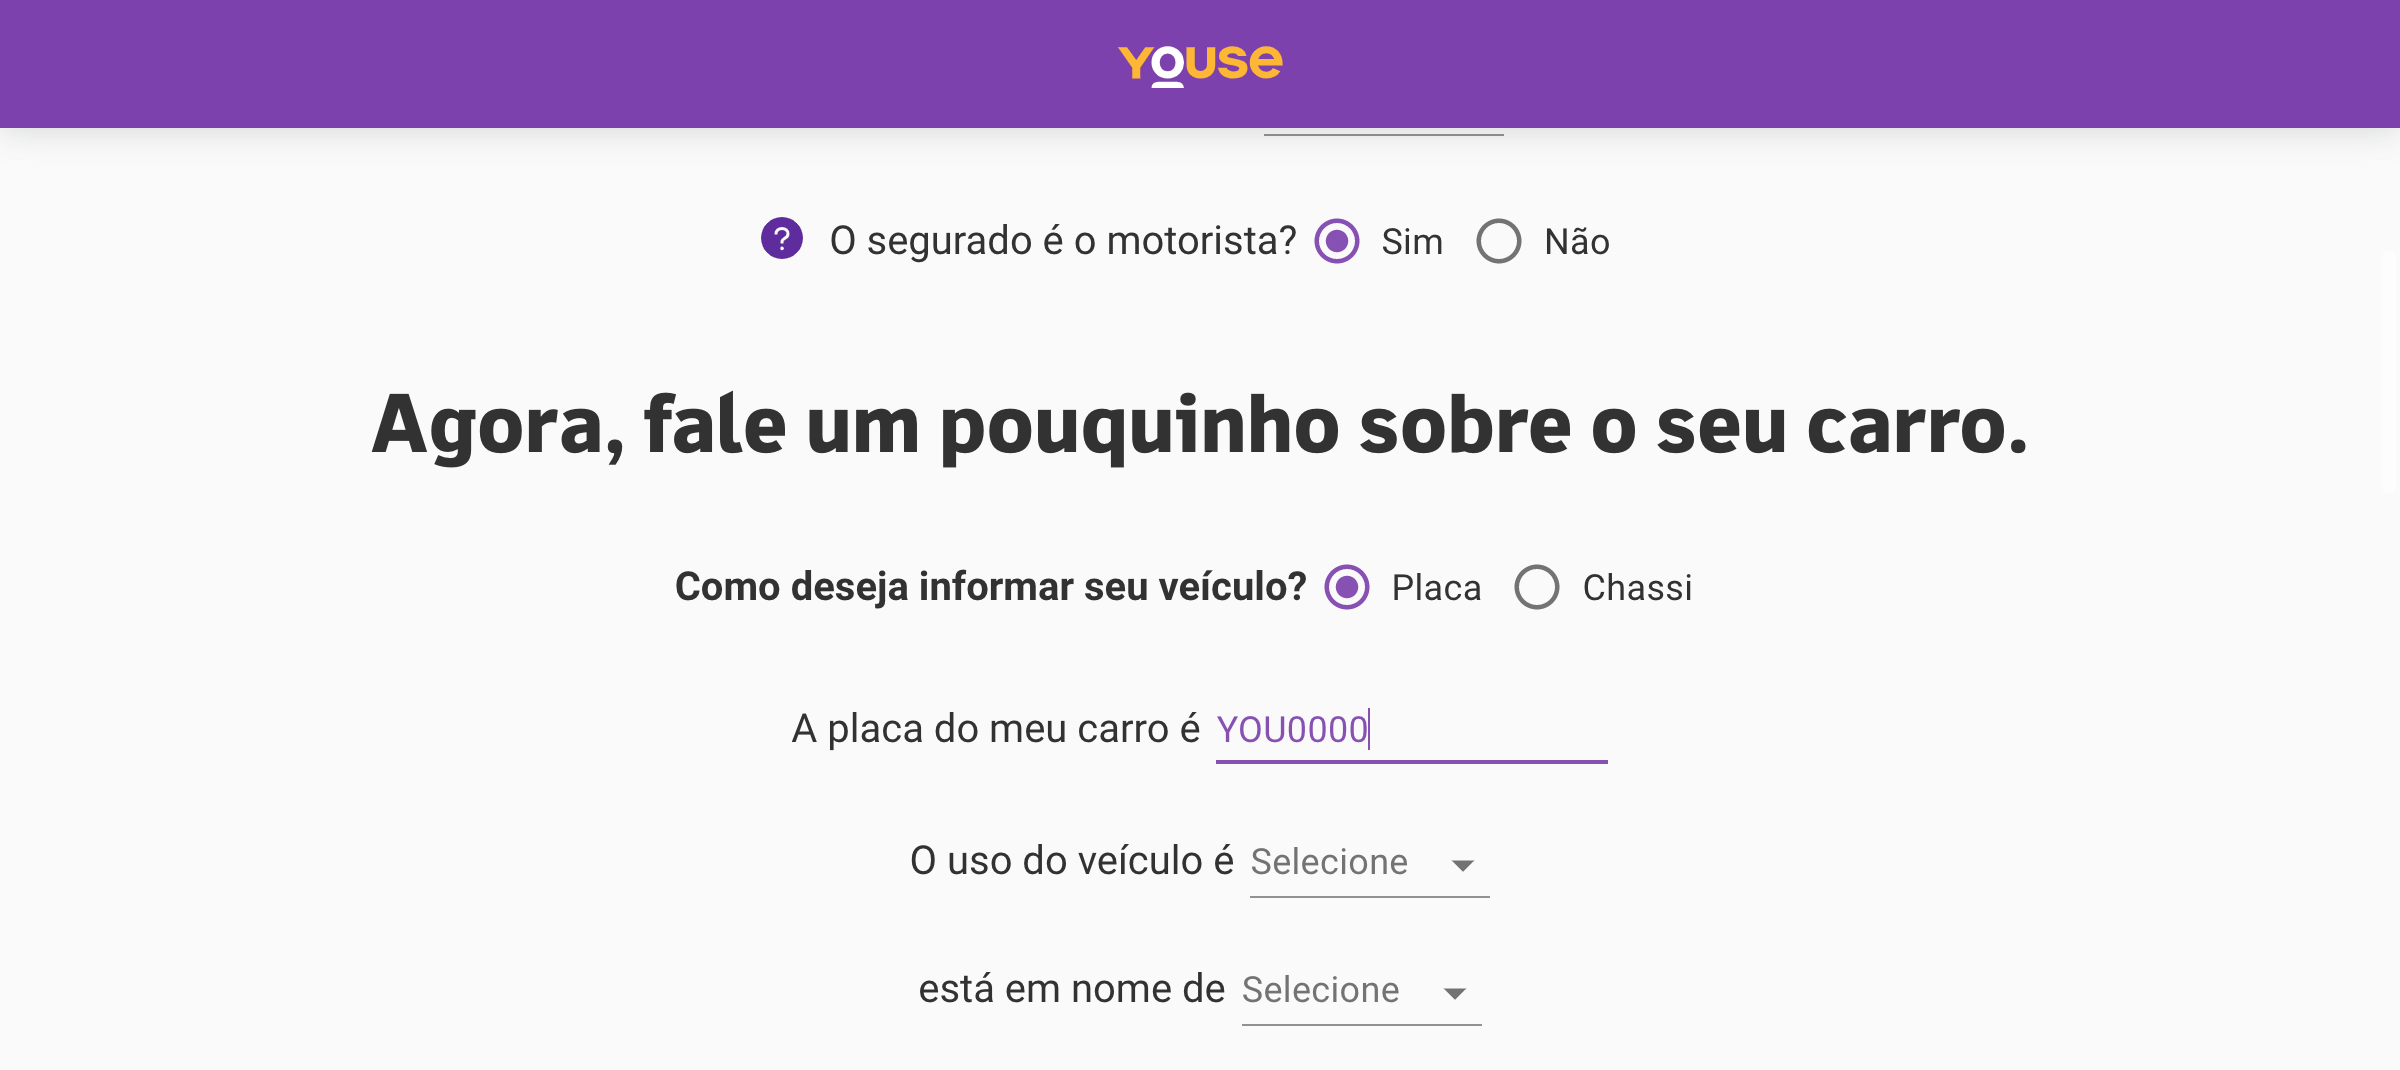 YOUSE
? O segurado é o motorista? Sim Não
Agora, fale um pouquinho sobre o seu carro.
Como deseja informar seu veículo? Placa Chassi
A placa do meu carro é YOU0000
O uso do veículo é Selecione
está em nome de Selecione